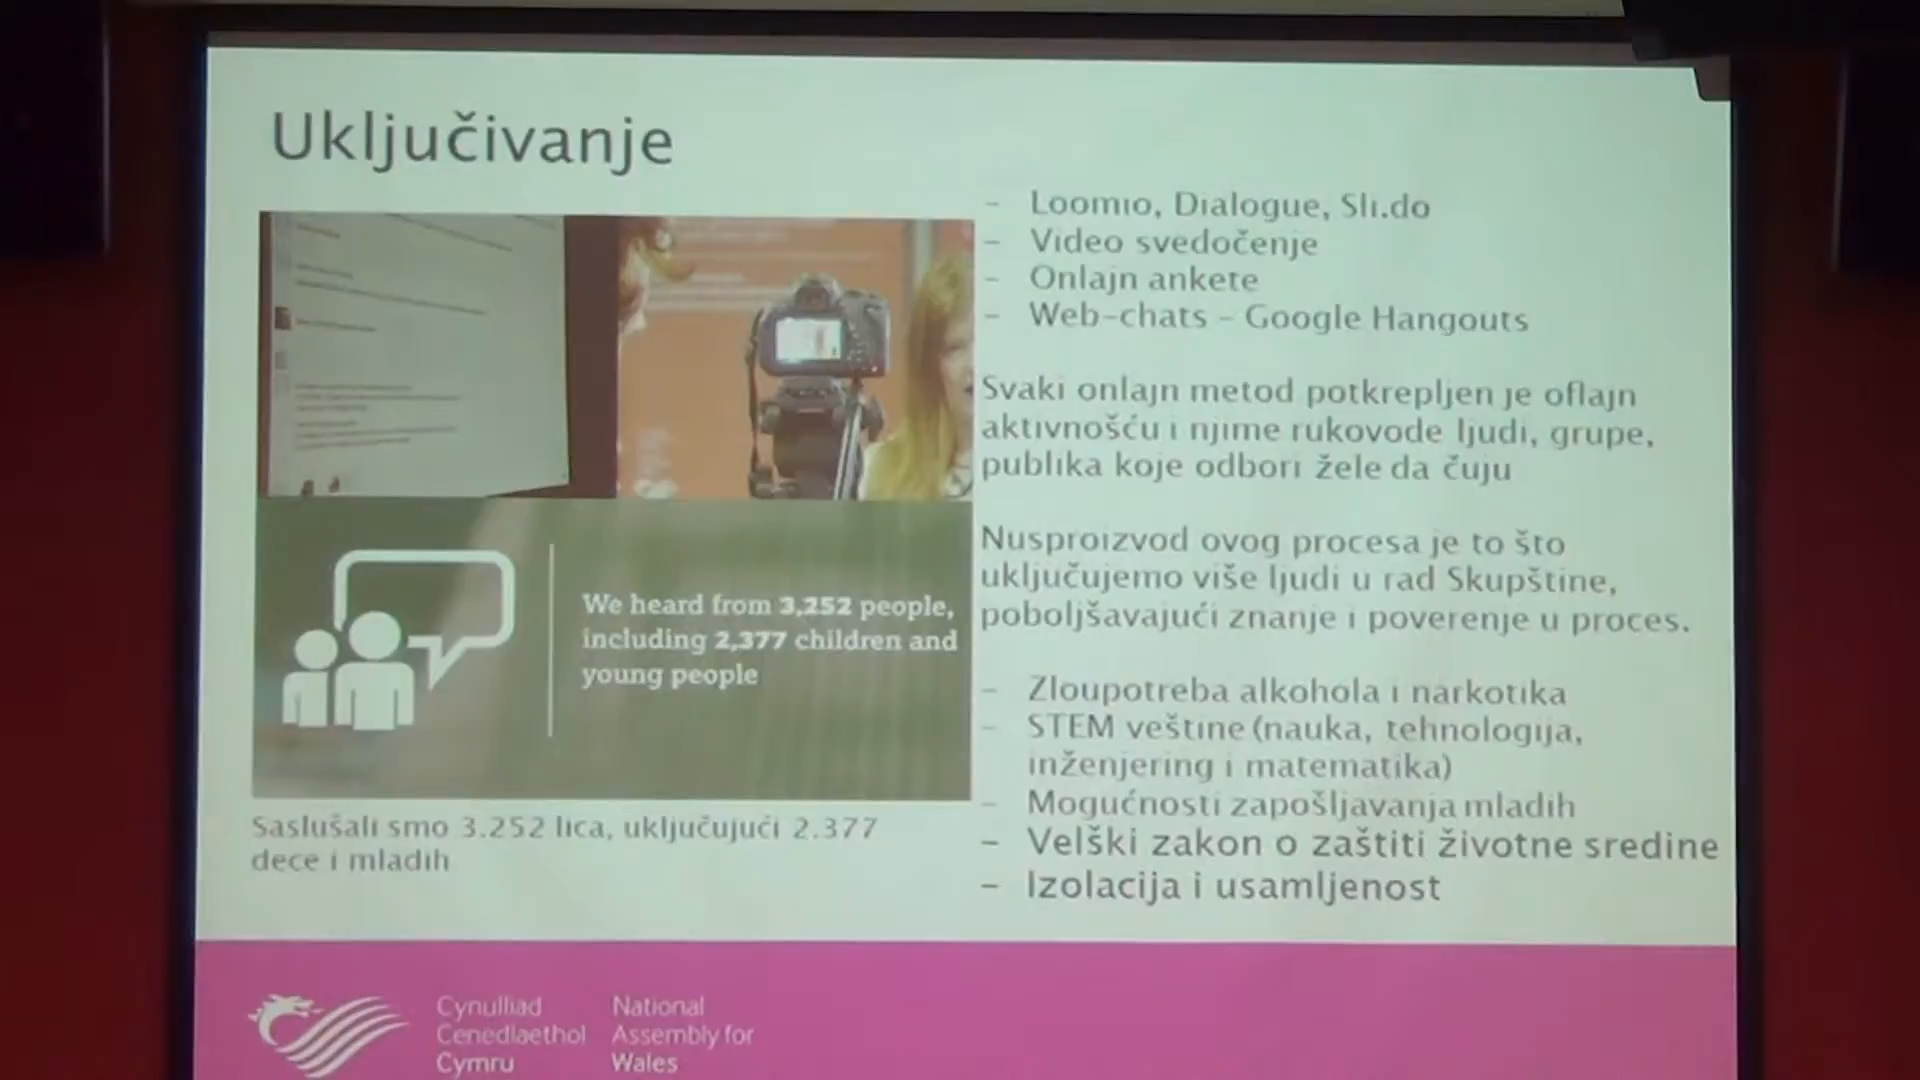 Uključivanje
- Loomio, Dialogue, Sli.do
- Video svedočenje
- Onlajn ankete
- Web-chats - Google Hangouts
Svaki onlajn metod potkrepljen je oflajn
aktivnošću i njime rukovode ljudi, grupe,
publika koje odbori žele da čuju
Nusproizvod ovog procesa je to što
uključujemo više ljudi u rad Skupštine,
poboljšavajući znanje i poverenje u proces.
- Zloupotreba alkohola i narkotika
- STEM veštine (nauka, tehnologija,
inženjering i matematika)
- Mogućnosti zapošljavanja mladih
- Velški zakon o zaštiti životne sredine
- Izolacija i usamljenost
We heard from 3,252 people,
including 2,377 children and
young people
Saslušali smo 3.252 lica, uključujući 2.377
dece i mladih
Cynulliad
Cenedlaethol
Cymru
National
Assembly for
Wales